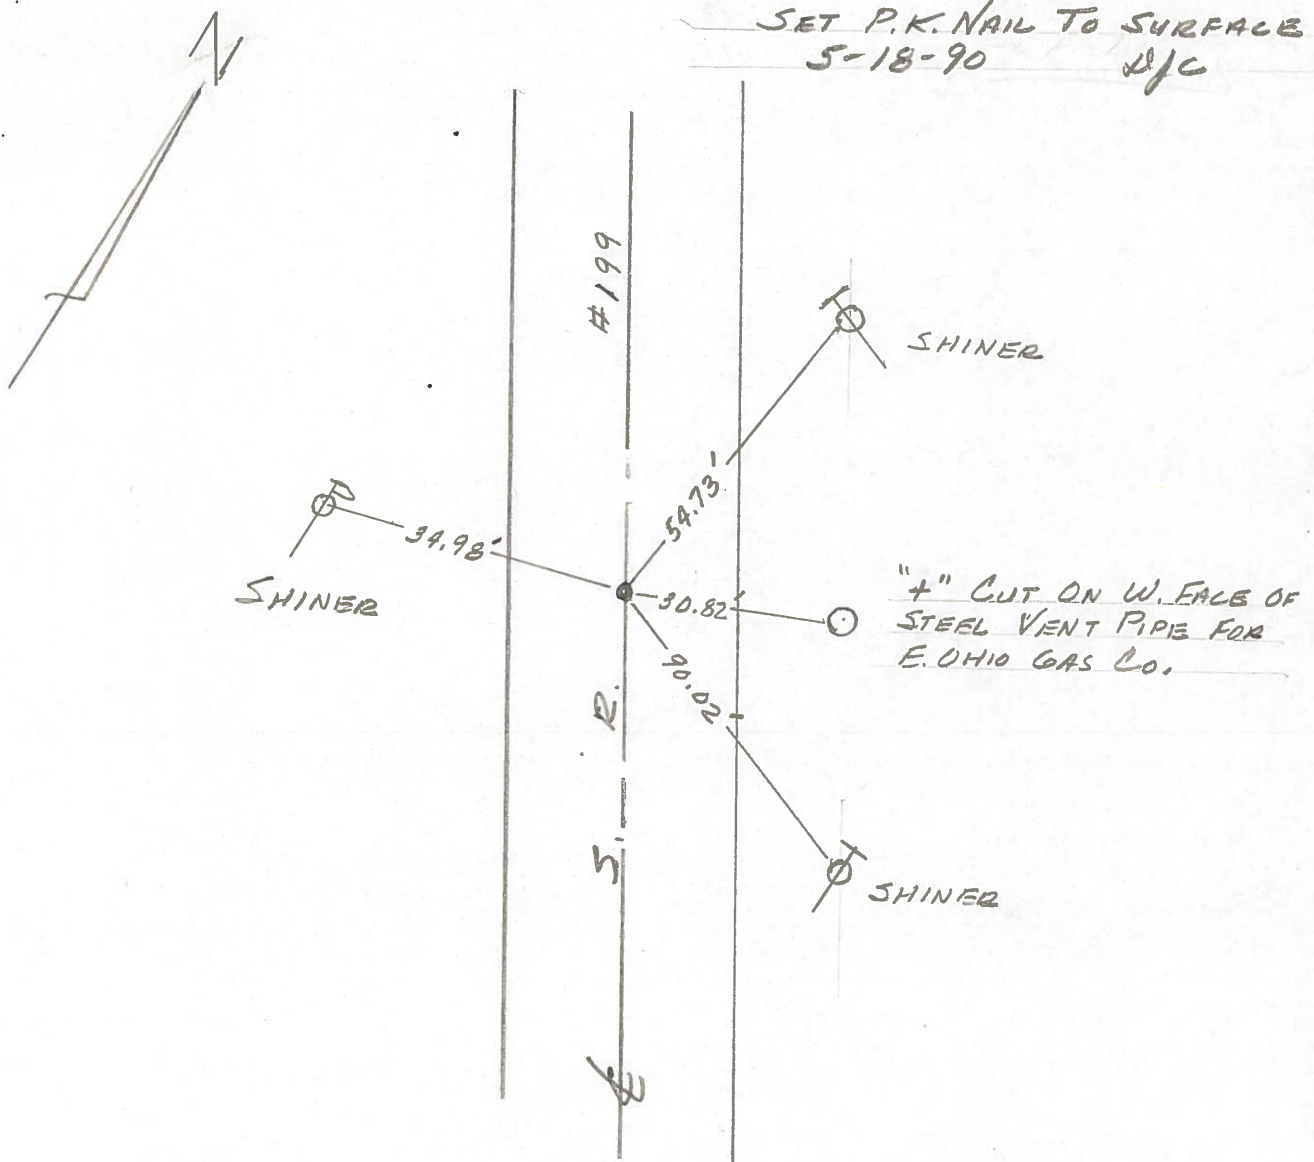 SET P.K. NAIL TO SURFACE
5-18-90
N
#199
SHINER
54.73'
34.98'
SHINER
30.82'
"+" CUT ON W. FACE OF
STEEL VENT PIPE FOR
E. OHIO GAS CO.
90.02'
S. R.
SHINER
℄